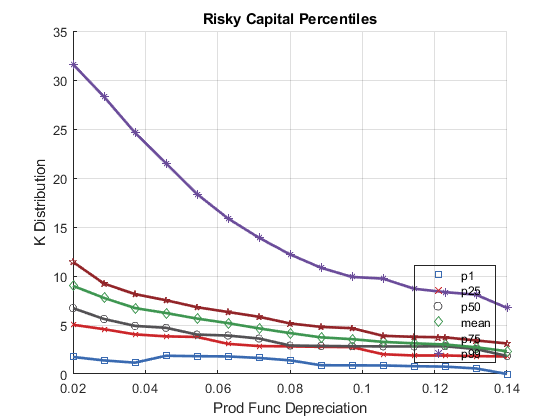 Risky Capital Percentiles
35
30
25
20
15
10
5
0
K Distribution
p1
p25
p50
mean
p75
p99
0.02 0.04 0.06 0.08 0.1 0.12 0.14
Prod Func Depreciation